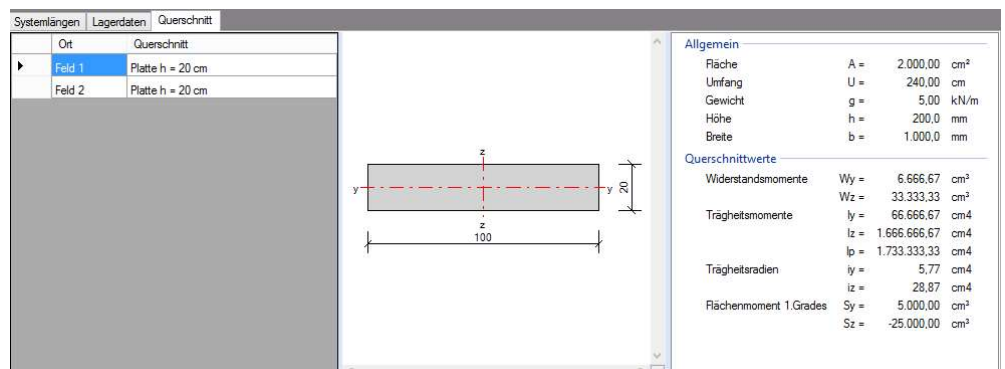 Systemlängen Lagerdaten Querschnitt
Ort Querschnitt
Feld 1 Platte h = 20 cm
Feld 2 Platte h = 20 cm
z
y y
z
20
100
Allgemein
Fläche A = 2.000,00 cm²
Umfang U = 240,00 cm
Gewicht g = 5,00 kN/m
Höhe h = 200,0 mm
Breite b = 1.000,0 mm
Querschnittwerte
Widerstandsmomente Wy = 6.666,67 cm³
Wz = 33.333,33 cm³
Trägheitsmomente Iy = 66.666,67 cm4
Iz = 1.666.666,67 cm4
Ip = 1.733.333,33 cm4
Trägheitsradien iy = 5,77 cm4
iz = 28,87 cm4
Flächenmoment 1.Grades Sy = 5.000,00 cm³
Sz = -25.000,00 cm³